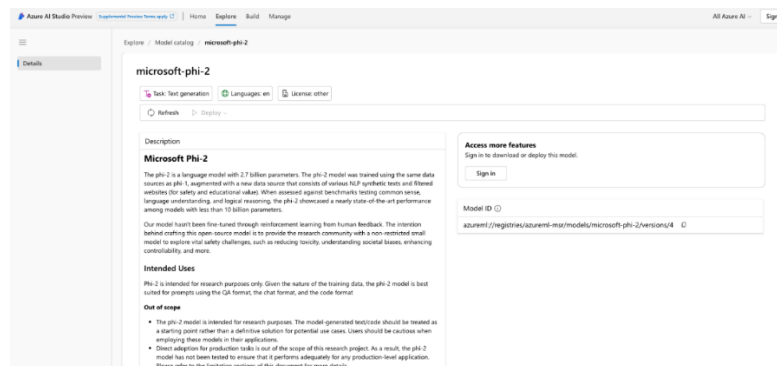 Azure AI Studio Preview Supplemental Preview Terms apply Home Explore Build Manage All Azure AI Sign
Explore / Model catalog / microsoft-phi-2
Details
microsoft-phi-2
Task: Text generation Languages: en License: other
Refresh Deploy
Description
Microsoft Phi-2
The phi-2 is a language model with 2.7 billion parameters. The phi-2 model was trained using the same data
sources as phi-1, augmented with a new data source that consists of various NLP synthetic texts and filtered
websites (for safety and educational value). When assessed against benchmarks testing common sense,
language understanding, and logical reasoning, the phi-2 showcased a nearly state-of-the-art performance
among models with less than 10 billion parameters.
Our model hasn't been fine-tuned through reinforcement learning from human feedback. The intention
behind crafting this open-source model is to provide the research community with a non-restricted small
model to explore vital safety challenges, such as reducing toxicity, understanding societal biases, enhancing
controllability, and more.
Intended Uses
Phi-2 is intended for research purposes only. Given the nature of the training data, the phi-2 model is best
suited for prompts using the QA format, the chat format, and the code format
Out of scope
• The phi-2 model is intended for research purposes. The model-generated text/code should be treated as
a starting point rather than a definitive solution for potential use cases. Users should be cautious when
employing these models in their applications.
• Direct adoption for production tasks is out of the scope of this research project. As a result, the phi-2
model has not been tested to ensure that it performs adequately for any production-level application.
Please refer to the limitation sections of this document for more details.
Access more features
Sign in to download or deploy this model.
Sign in
Model ID
azureml://registries/azureml-msr/models/microsoft-phi-2/versions/4